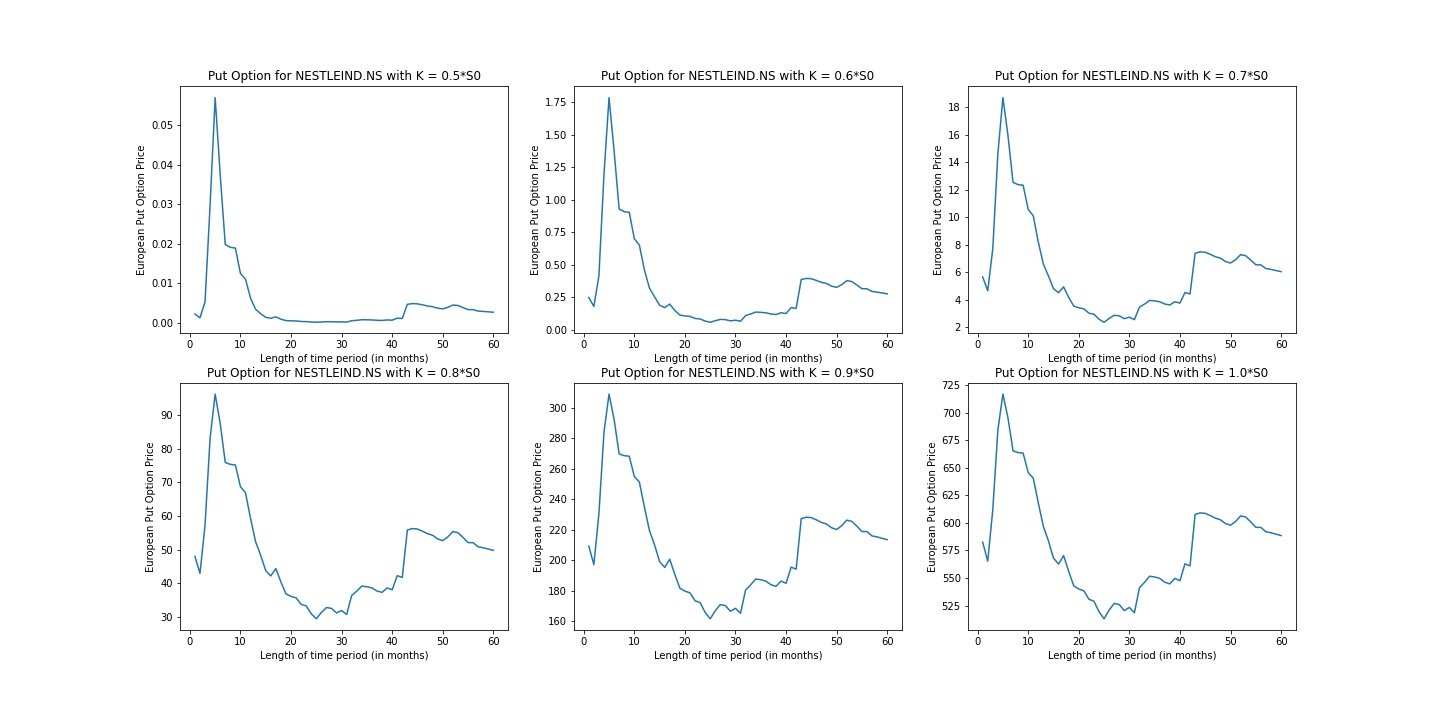 Put Option for NESTLEIND.NS with K = 0.5*S0
European Put Option Price
0.05
0.04
0.03
0.02
0.01
0.00
0 10 20 30 40 50 60
Length of time period (in months)
Put Option for NESTLEIND.NS with K = 0.6*S0
European Put Option Price
1.75
1.50
1.25
1.00
0.75
0.50
0.25
0.00
0 10 20 30 40 50 60
Length of time period (in months)
Put Option for NESTLEIND.NS with K = 0.7*S0
European Put Option Price
18
16
14
12
10
8
6
4
2
0 10 20 30 40 50 60
Length of time period (in months)
Put Option for NESTLEIND.NS with K = 0.8*S0
European Put Option Price
90
80
70
60
50
40
30
0 10 20 30 40 50 60
Length of time period (in months)
Put Option for NESTLEIND.NS with K = 0.9*S0
European Put Option Price
300
280
260
240
220
200
180
160
0 10 20 30 40 50 60
Length of time period (in months)
Put Option for NESTLEIND.NS with K = 1.0*S0
European Put Option Price
725
700
675
650
625
600
575
550
525
0 10 20 30 40 50 60
Length of time period (in months)